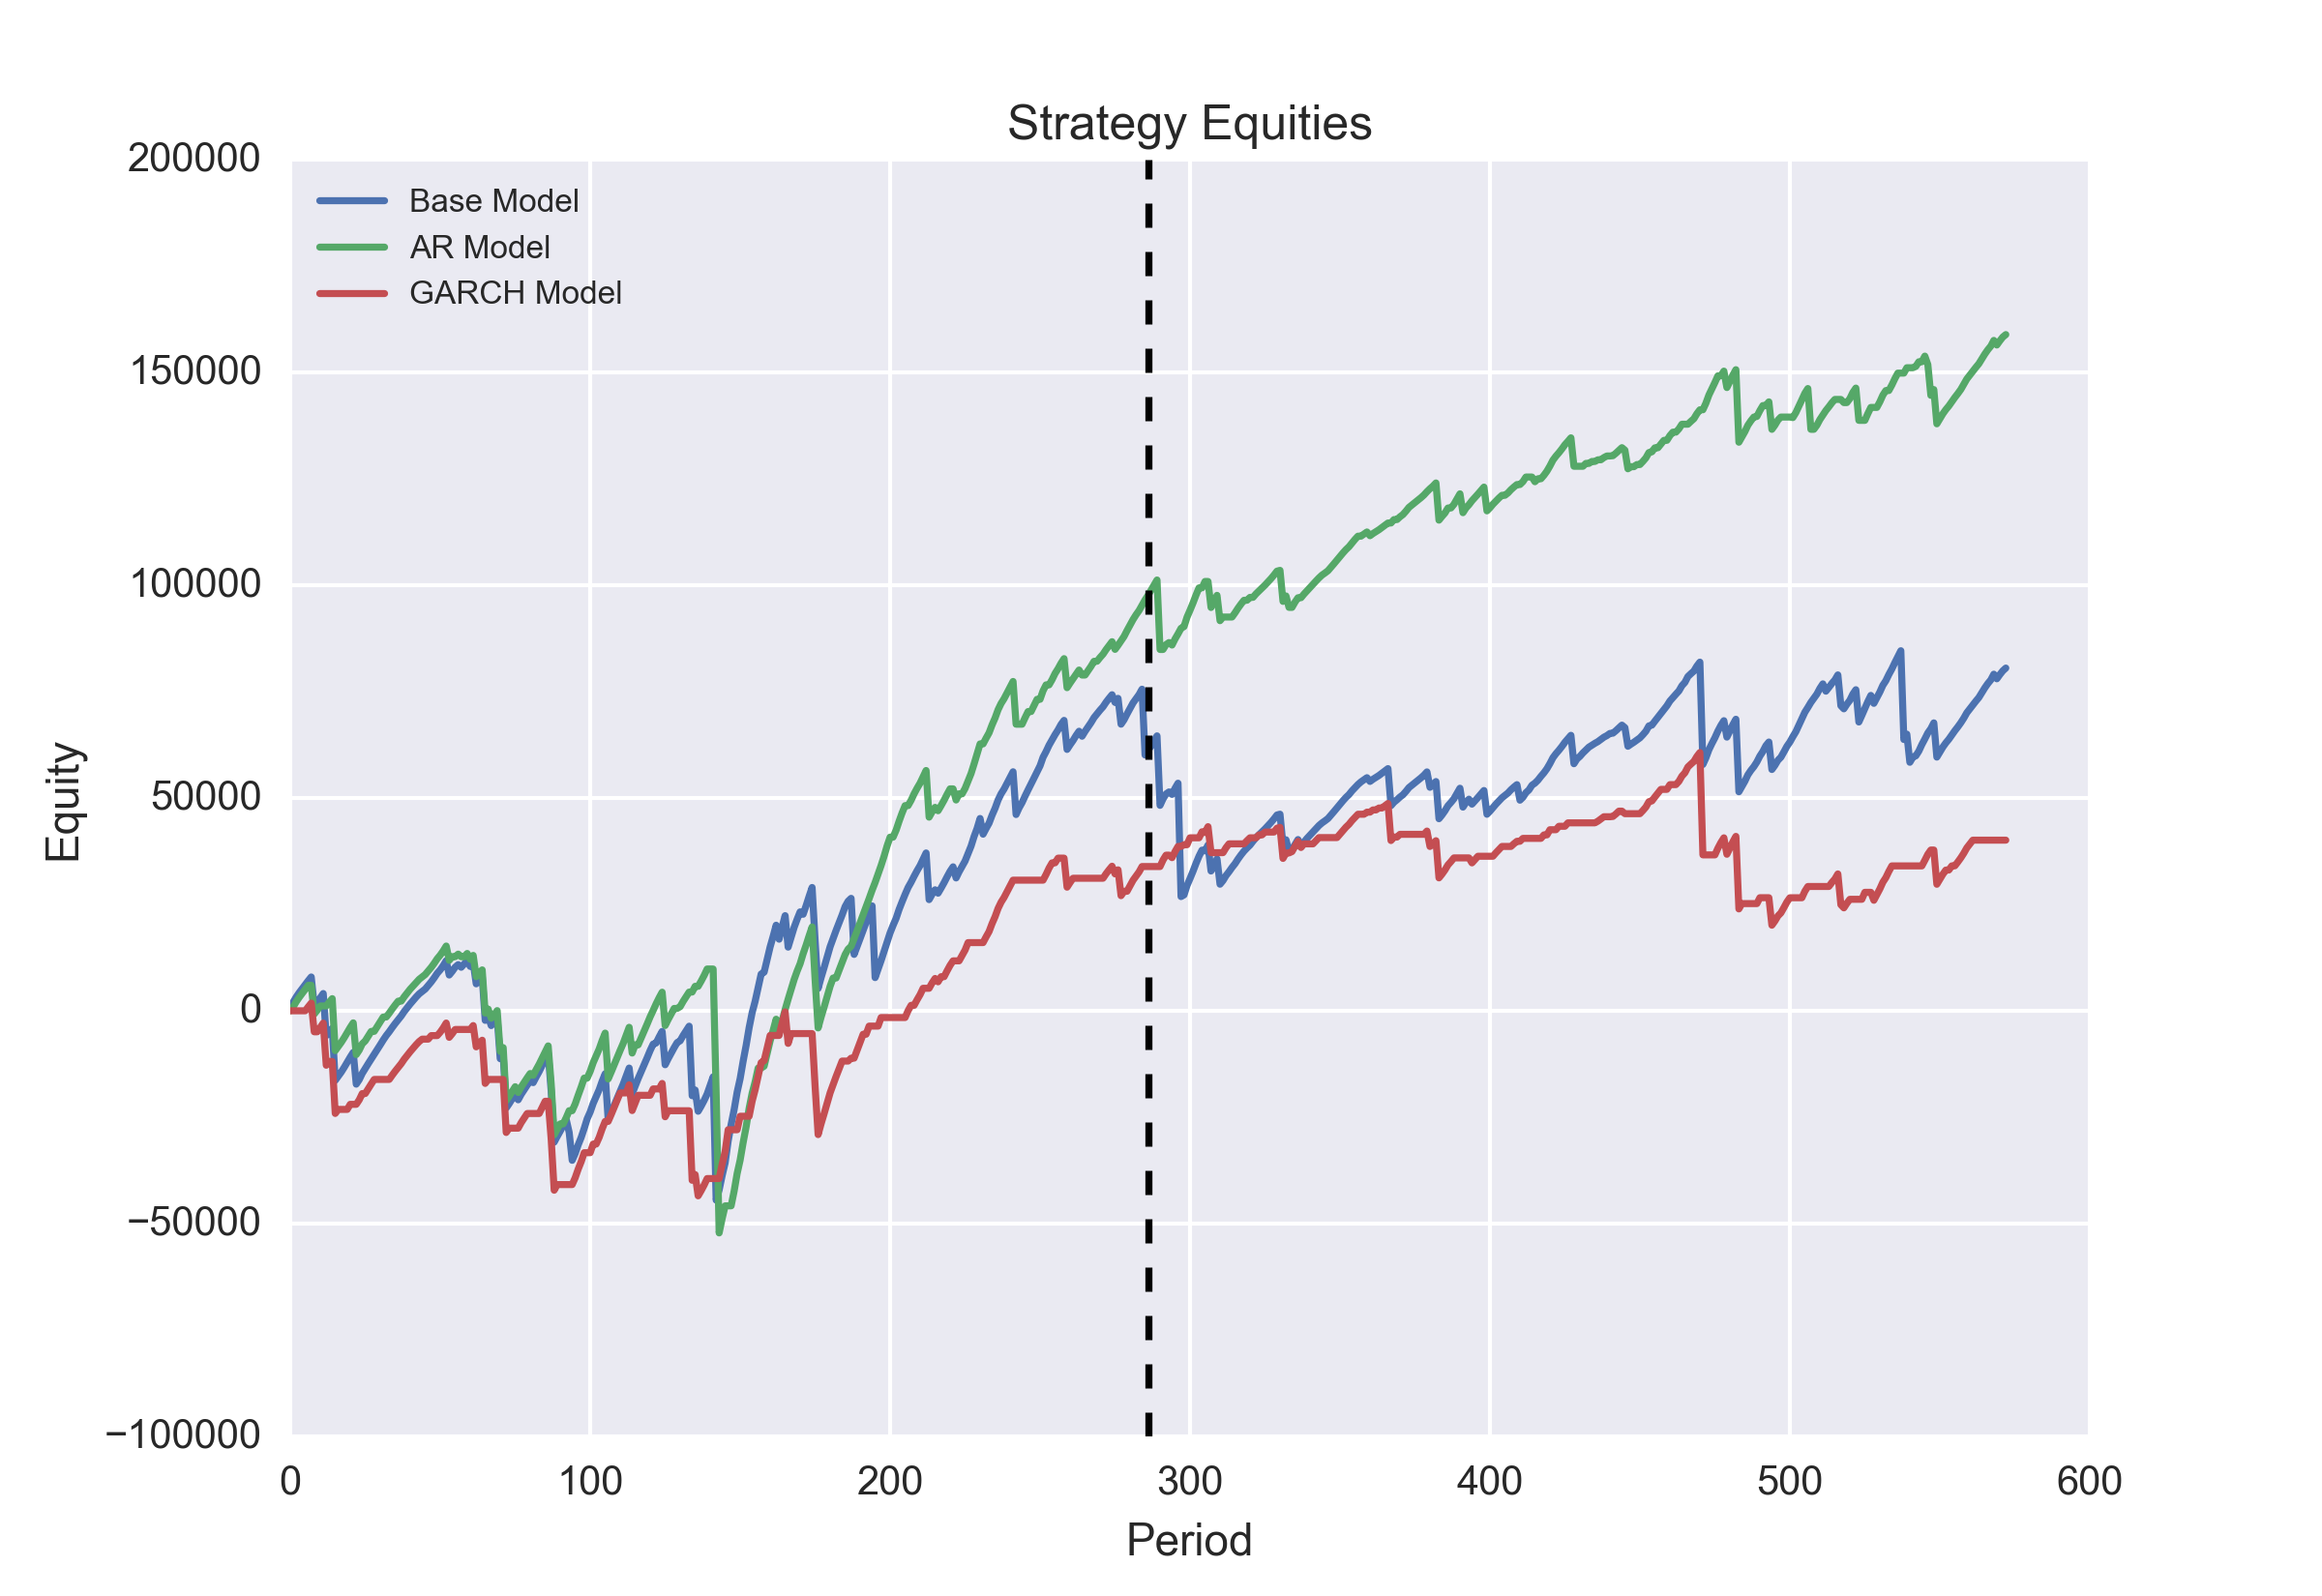 Strategy Equities
200000
150000
100000
50000
0
−50000
−100000
Base Model
AR Model
GARCH Model
Equity
0 100 200 300 400 500 600
Period